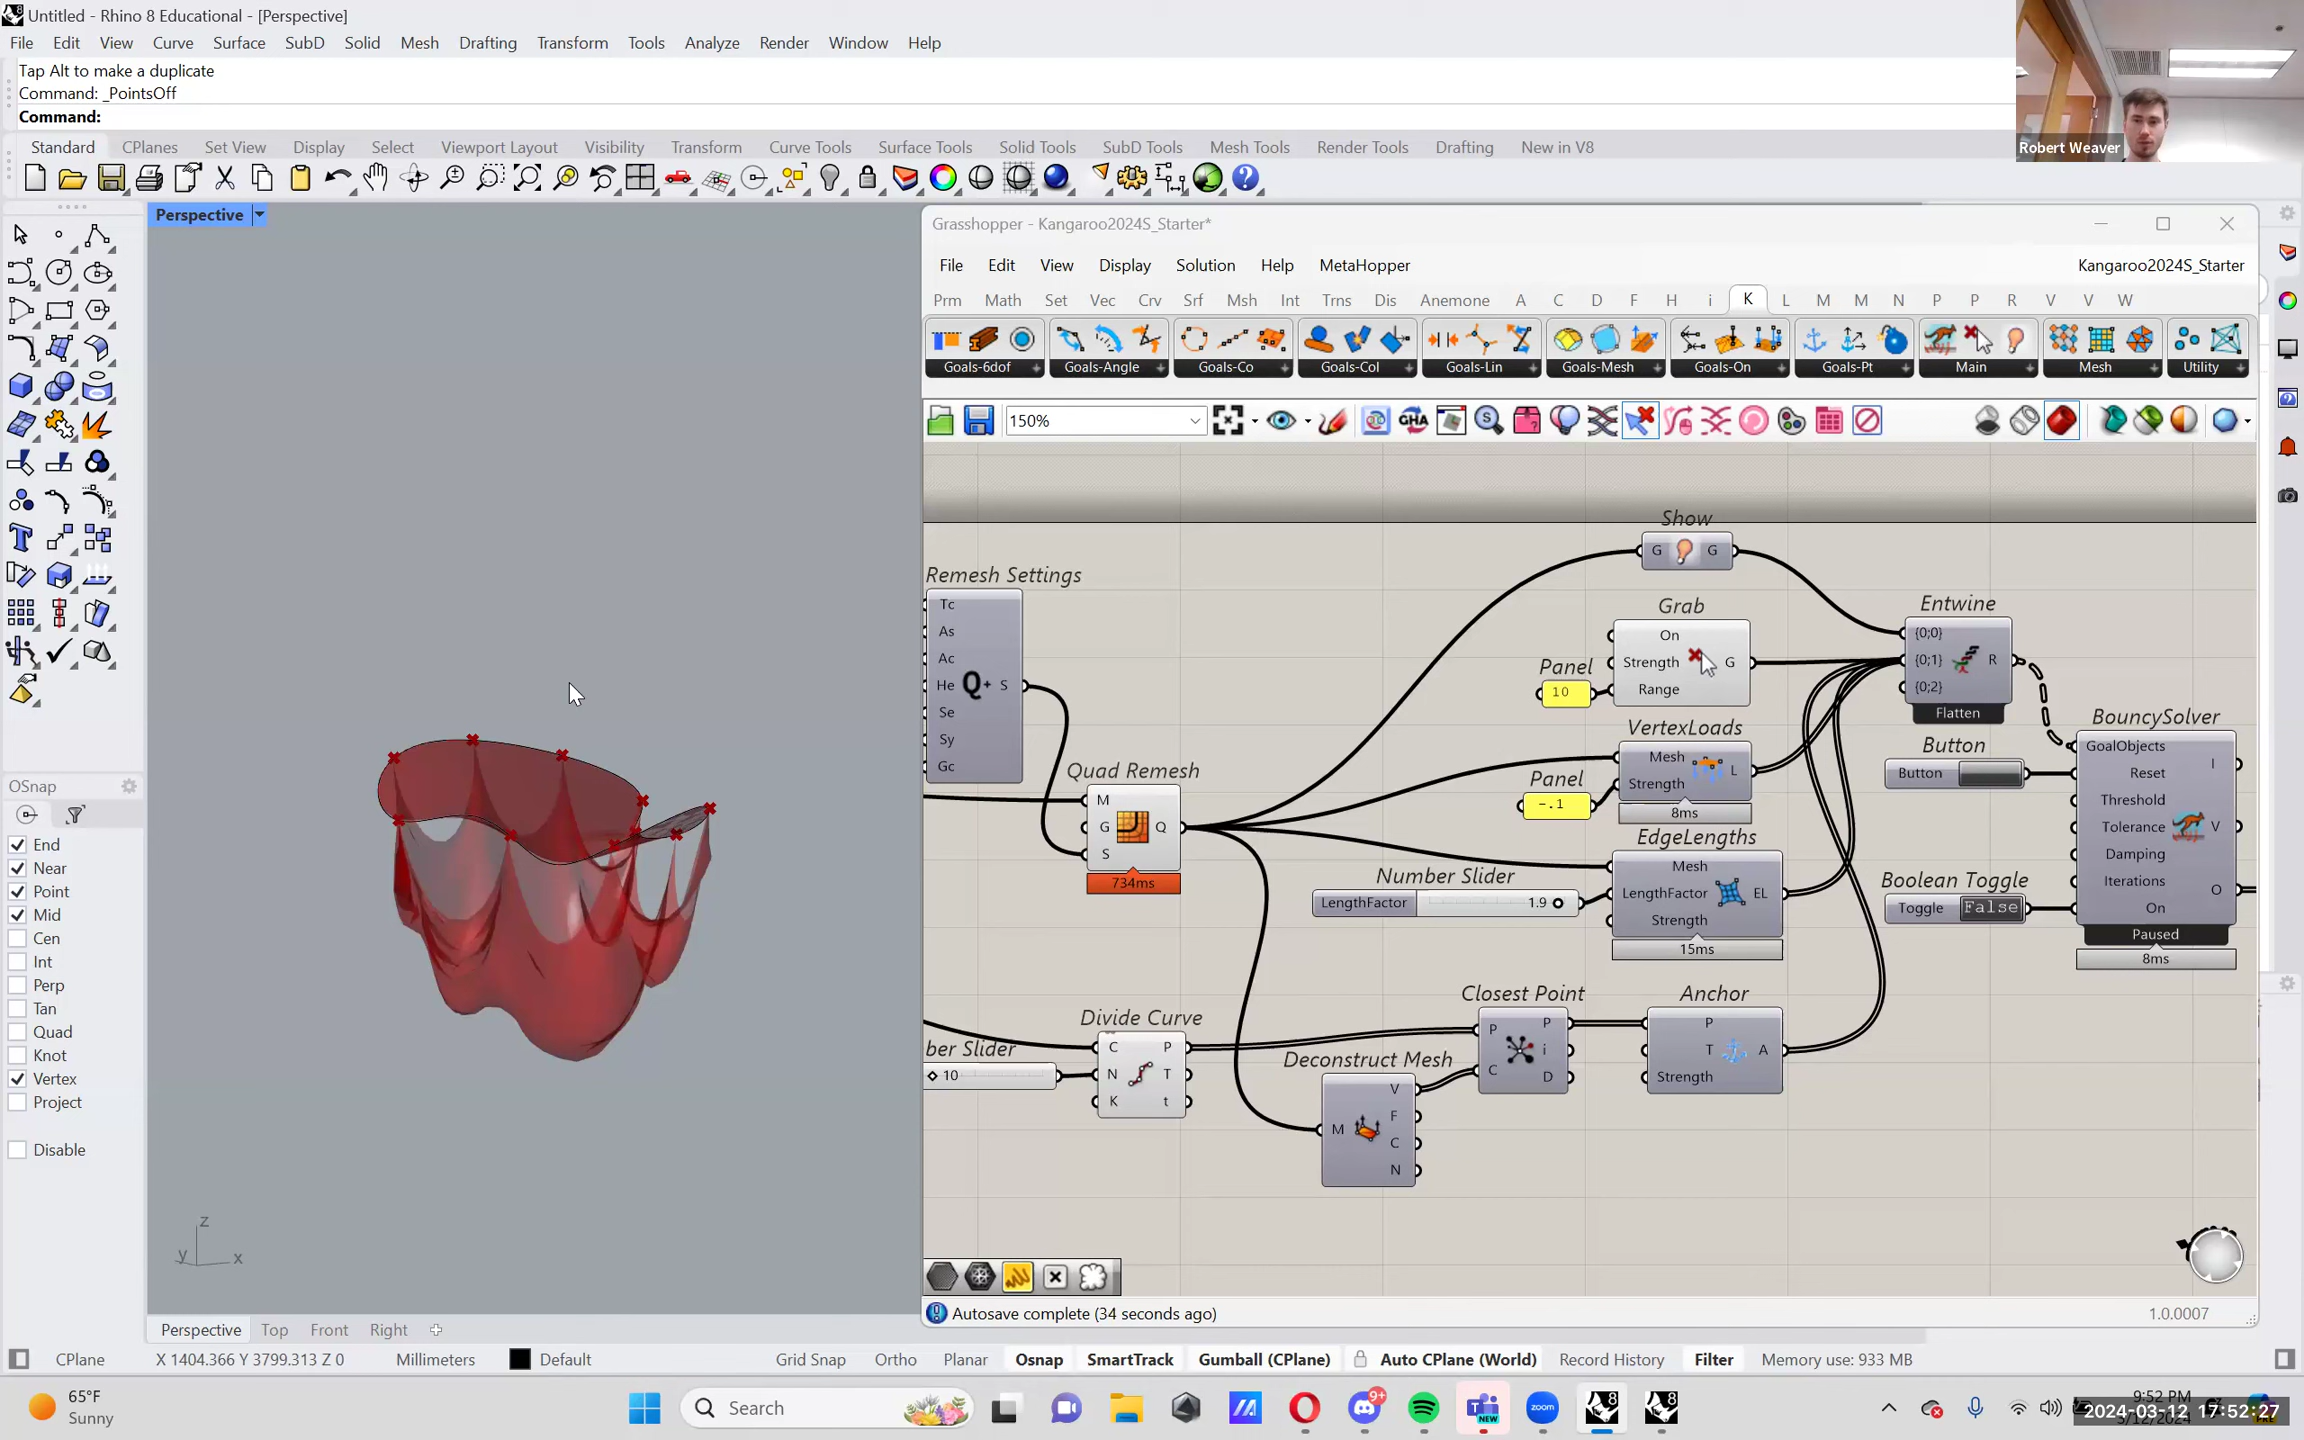 Untitled - Rhino 8 Educational - [Perspective]
File Edit View Curve Surface SubD Solid Mesh Drafting Transform Tools Analyze Render Window Help
Tap Alt to make a duplicate
Command: _PointsOff
Command:
Robert Weaver
Standard CPlanes Set View Display Select Viewport Layout Visibility Transform Curve Tools Surface Tools Solid Tools SubD Tools Mesh Tools Render Tools Drafting New in V8
Perspective
Grasshopper - Kangaroo2024S_Starter*
File Edit View Display Solution Help MetaHopper
Kangaroo2024S_Starter
Prm Math Set Vec Crv Srf Msh Int Trns Dis Anemone A C D F H i K L M M N P P R V V W
Goals-6dof Goals-Angle Goals-Co Goals-Col Goals-Lin Goals-Mesh Goals-On Goals-Pt Main Mesh Utility
150%
GHA
Show
G G
Remesh Settings
Tc
As
Ac
He Q+ S
Se
Sy
Gc
Grab
On
Strength G
Range
Panel
10
Entwine
{0;0}
{0;1} R
{0;2}
Flatten
VertexLoads
Mesh
Strength L
8ms
Panel
-.1
BouncySolver
GoalObjects
Reset I
Threshold
Tolerance V
Damping
Iterations O
On
Paused
8ms
Button
Button
Quad Remesh
M
G Q
S
734ms
EdgeLengths
Mesh
LengthFactor EL
Strength
15ms
Number Slider
LengthFactor 1.9
Boolean Toggle
Toggle False
Closest Point
P P
C i
D
Anchor
P
T A
Strength
Divide Curve
C P
N T
K t
ber Slider
10
Deconstruct Mesh
V
F
M
C
N
OSnap
End
Near
Point
Mid
Cen
Int
Perp
Tan
Quad
Knot
Vertex
Project
Disable
z
y x
Autosave complete (34 seconds ago)
1.0.0007
Perspective Top Front Right
CPlane X 1404.366 Y 3799.313 Z 0 Millimeters Default Grid Snap Ortho Planar Osnap SmartTrack Gumball (CPlane) Auto CPlane (World) Record History Filter Memory use: 933 MB
65°F
Sunny
Search
9+
NEW
zoom
8
9:52 PM
2024-03-12 17:52:27